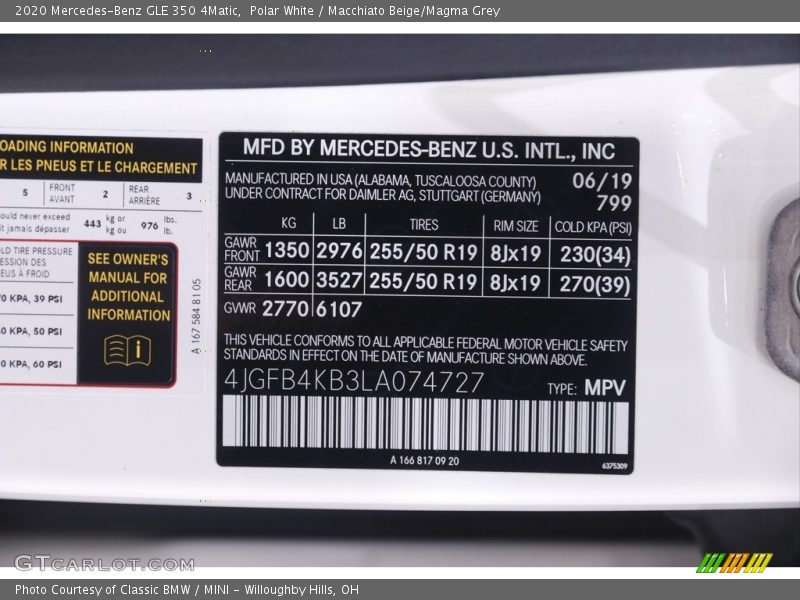 2020 Mercedes-Benz GLE 350 4Matic,  Polar White / Macchiato Beige/Magma Grey
OADING INFORMATION
R LES PNEUS ET LE CHARGEMENT
5 FRONT AVANT 2 REAR ARRIÈRE 3
ould never exceed
it jamais dépasser 443 kg or kg ou 976 lbs. lb.
LD TIRE PRESSURE
ESSION DES
EUS À FROID
0 KPA, 39 PSI
0 KPA, 50 PSI
0 KPA, 60 PSI
SEE OWNER'S
MANUAL FOR
ADDITIONAL
INFORMATION
A 167 584 81 05
MFD BY MERCEDES-BENZ U.S. INTL., INC
MANUFACTURED IN USA (ALABAMA, TUSCALOOSA COUNTY) 06/19
UNDER CONTRACT FOR DAIMLER AG, STUTTGART (GERMANY) 799
KG LB TIRES RIM SIZE COLD KPA (PSI)
GAWR FRONT 1350 2976 255/50 R19 8Jx19 230(34)
GAWR REAR 1600 3527 255/50 R19 8Jx19 270(39)
GVWR 2770 6107
THIS VEHICLE CONFORMS TO ALL APPLICABLE FEDERAL MOTOR VEHICLE SAFETY
STANDARDS IN EFFECT ON THE DATE OF MANUFACTURE SHOWN ABOVE.
4JGFB4KB3LA074727 TYPE: MPV
A 166 817 09 20 6375309
GTCARLOT.COM
Photo Courtesy of Classic BMW / MINI - Willoughby Hills, OH